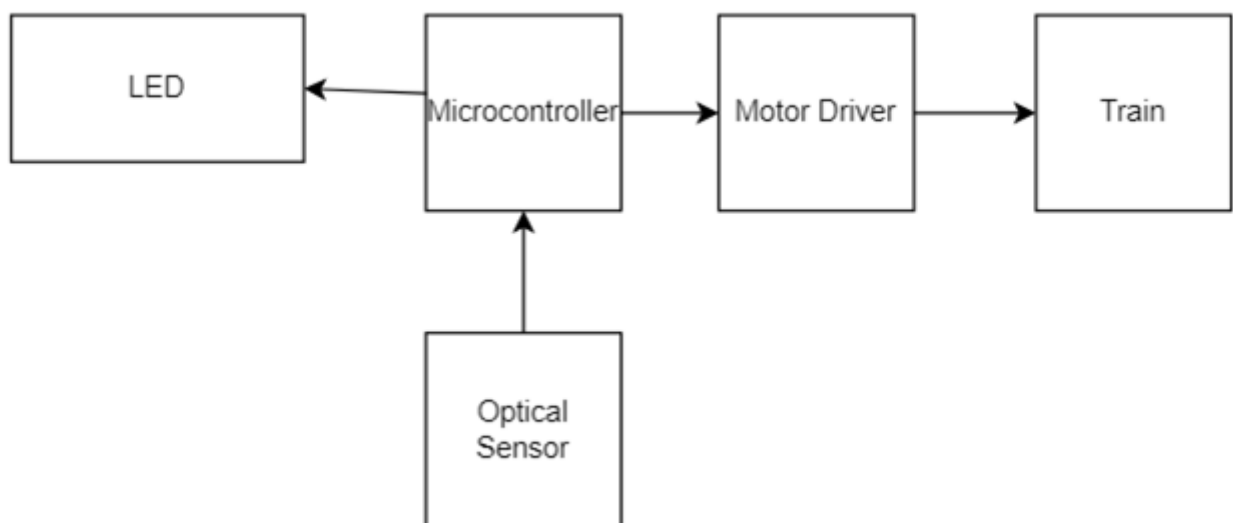 LED
Microcontroller
Motor Driver
Train
Optical
Sensor